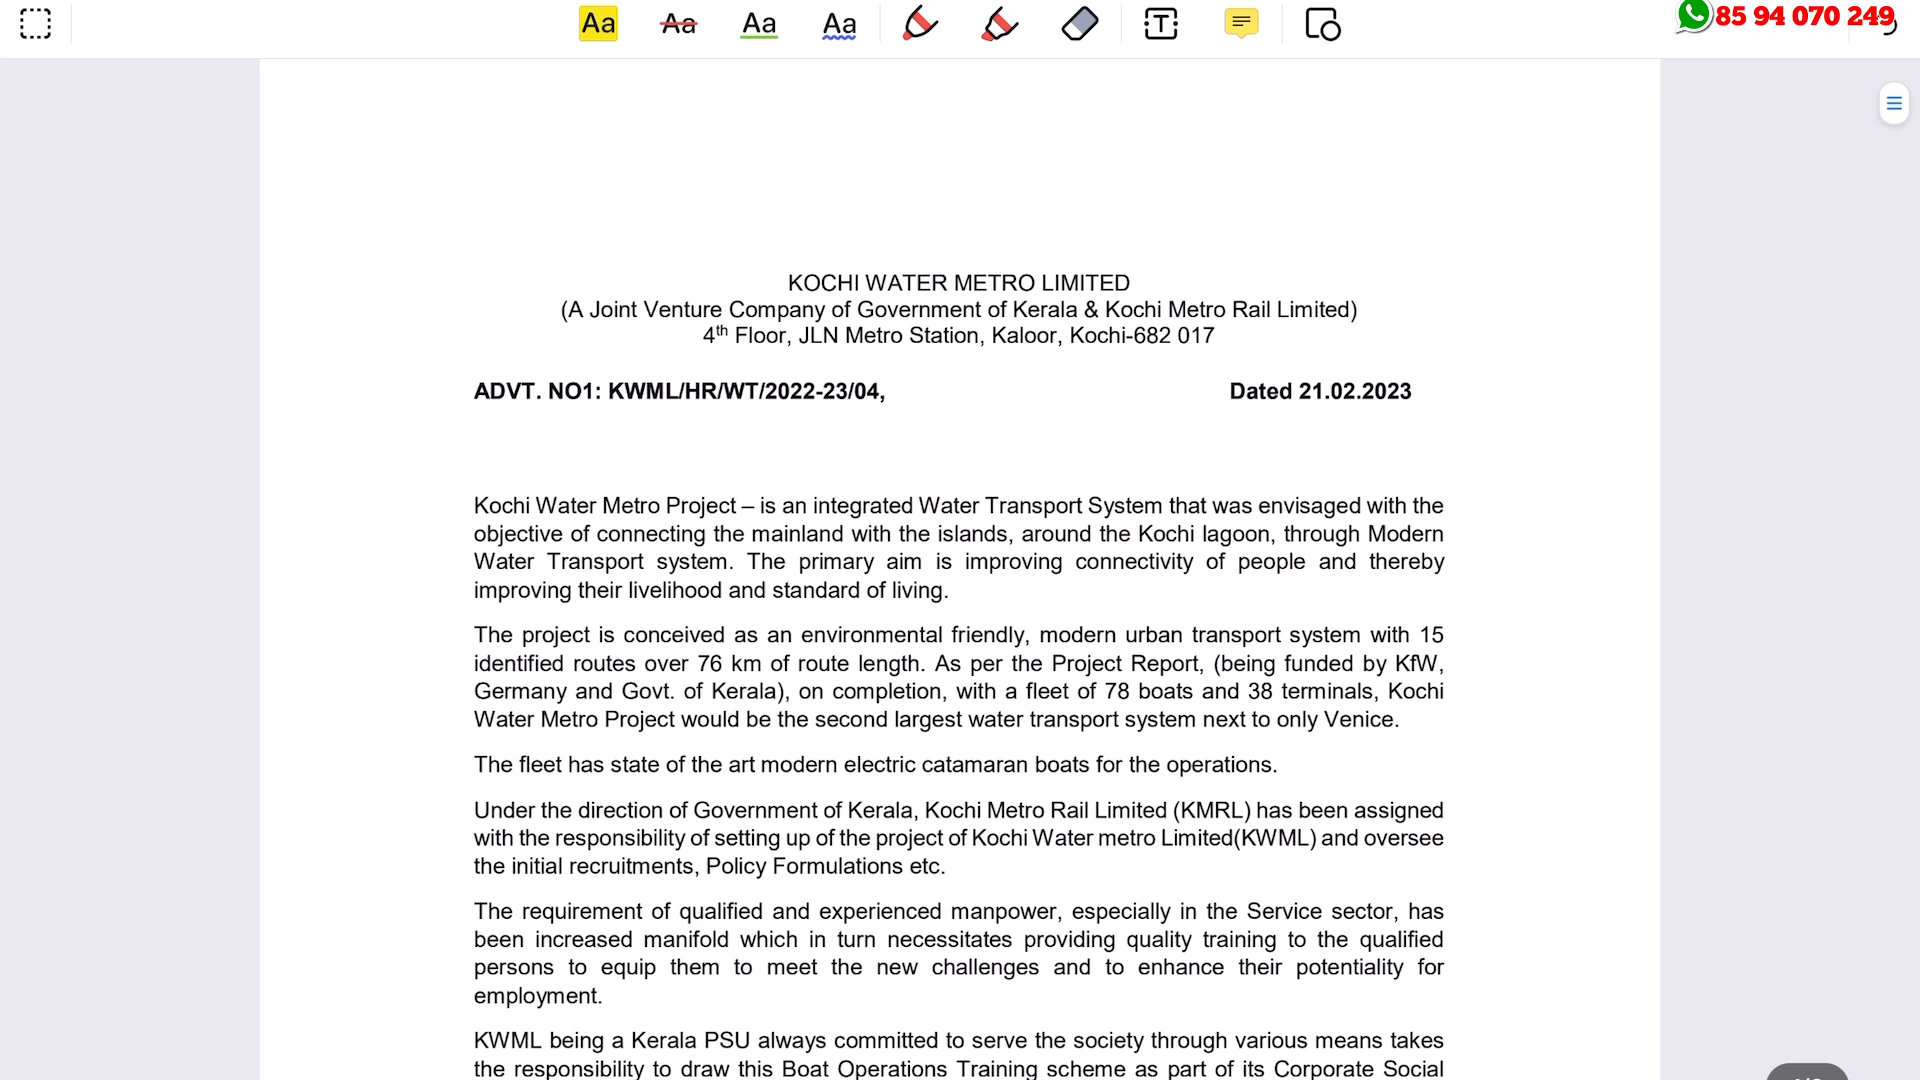 Aa Aa Aa Aa T
85 94 070 249
KOCHI WATER METRO LIMITED
(A Joint Venture Company of Government of Kerala & Kochi Metro Rail Limited)
4th Floor, JLN Metro Station, Kaloor, Kochi-682 017
ADVT. NO1: KWML/HR/WT/2022-23/04, Dated 21.02.2023
Kochi Water Metro Project – is an integrated Water Transport System that was envisaged with the
objective of connecting the mainland with the islands, around the Kochi lagoon, through Modern
Water Transport system. The primary aim is improving connectivity of people and thereby
improving their livelihood and standard of living.
The project is conceived as an environmental friendly, modern urban transport system with 15
identified routes over 76 km of route length. As per the Project Report, (being funded by KfW,
Germany and Govt. of Kerala), on completion, with a fleet of 78 boats and 38 terminals, Kochi
Water Metro Project would be the second largest water transport system next to only Venice.
The fleet has state of the art modern electric catamaran boats for the operations.
Under the direction of Government of Kerala, Kochi Metro Rail Limited (KMRL) has been assigned
with the responsibility of setting up of the project of Kochi Water metro Limited(KWML) and oversee
the initial recruitments, Policy Formulations etc.
The requirement of qualified and experienced manpower, especially in the Service sector, has
been increased manifold which in turn necessitates providing quality training to the qualified
persons to equip them to meet the new challenges and to enhance their potentiality for
employment.
KWML being a Kerala PSU always committed to serve the society through various means takes
the responsibility to draw this Boat Operations Training scheme as part of its Corporate Social